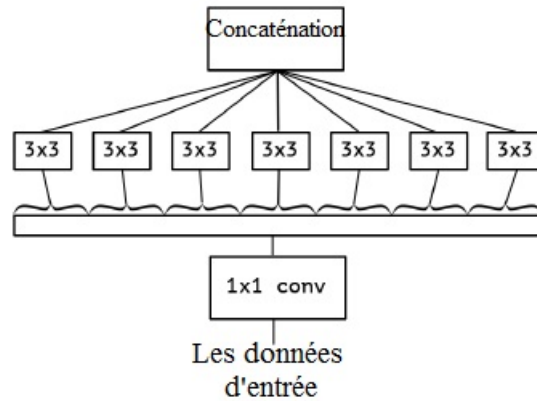 Concaténation
3x3 3x3 3x3 3x3 3x3 3x3 3x3
1x1 conv
Les données
d'entrée